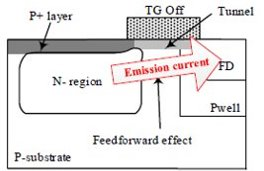 P+ layer
TG Off
Tunnel
N- region
Emission current
FD
Pwell
Feedforward effect
P-substrate